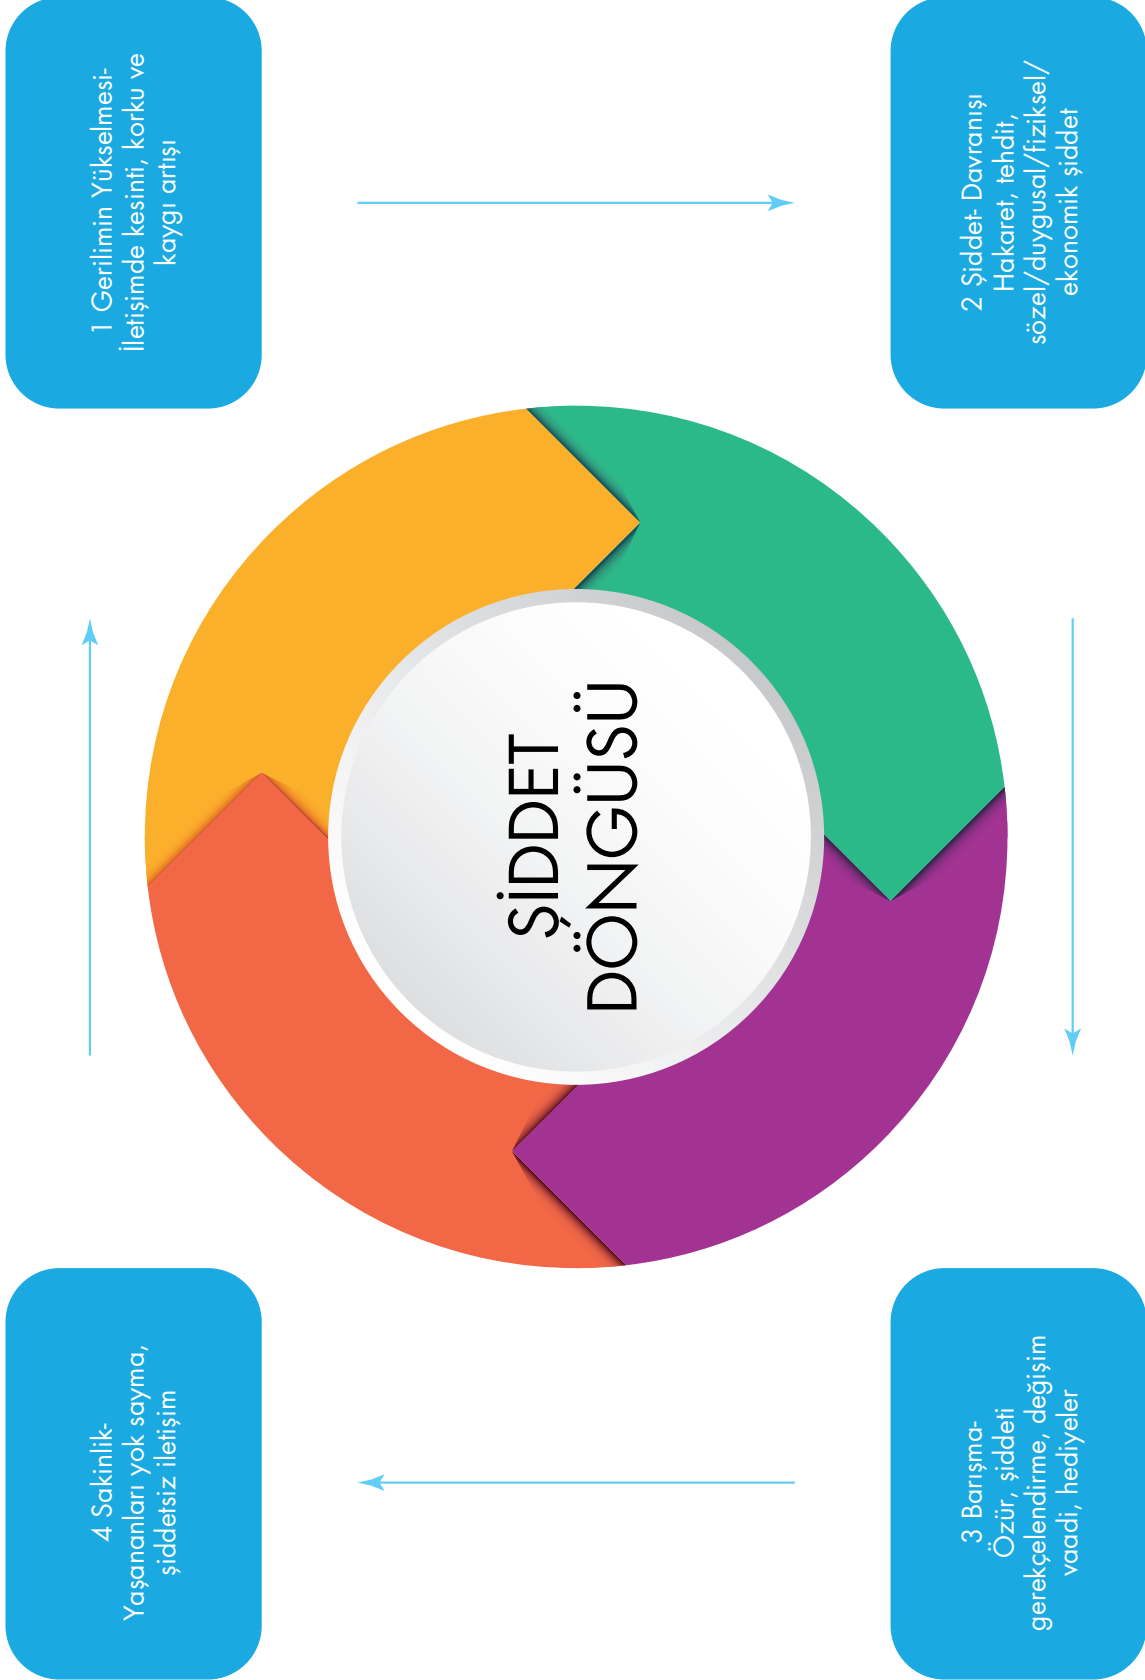 ŞİDDET
DÖNGÜSÜ
1 Gerilimin Yükselmesi-
İletişimde kesinti, korku ve
kaygı artışı
2 Şiddet- Davranışı
Hakaret, tehdit,
sözel/duygusal/fiziksel/
ekonomik şiddet
3 Barışma-
Özür, şiddeti
gerekçelendirme, değişim
vaadi, hediyeler
4 Sakinlik-
Yaşananları yok sayma,
şiddetsiz iletişim